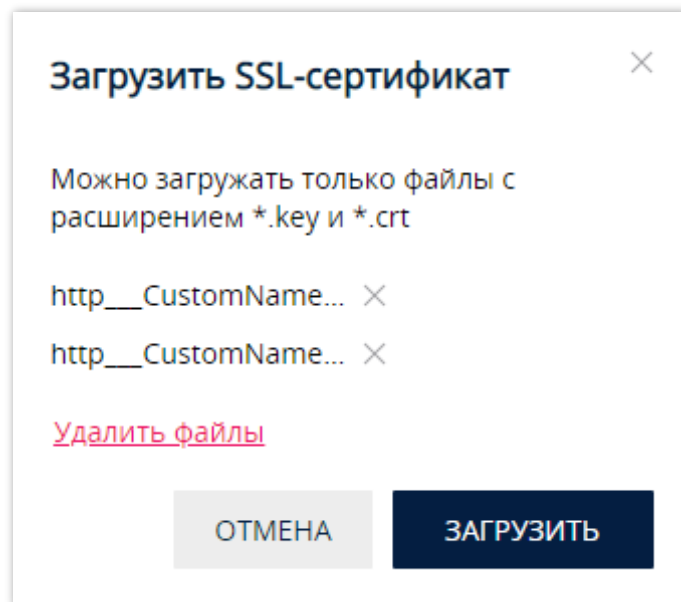 Загрузить SSL-сертификат
Можно загружать только файлы с
расширением *.key и *.crt
http___CustomName...
http___CustomName...
Удалить файлы
ОТМЕНА
ЗАГРУЗИТЬ